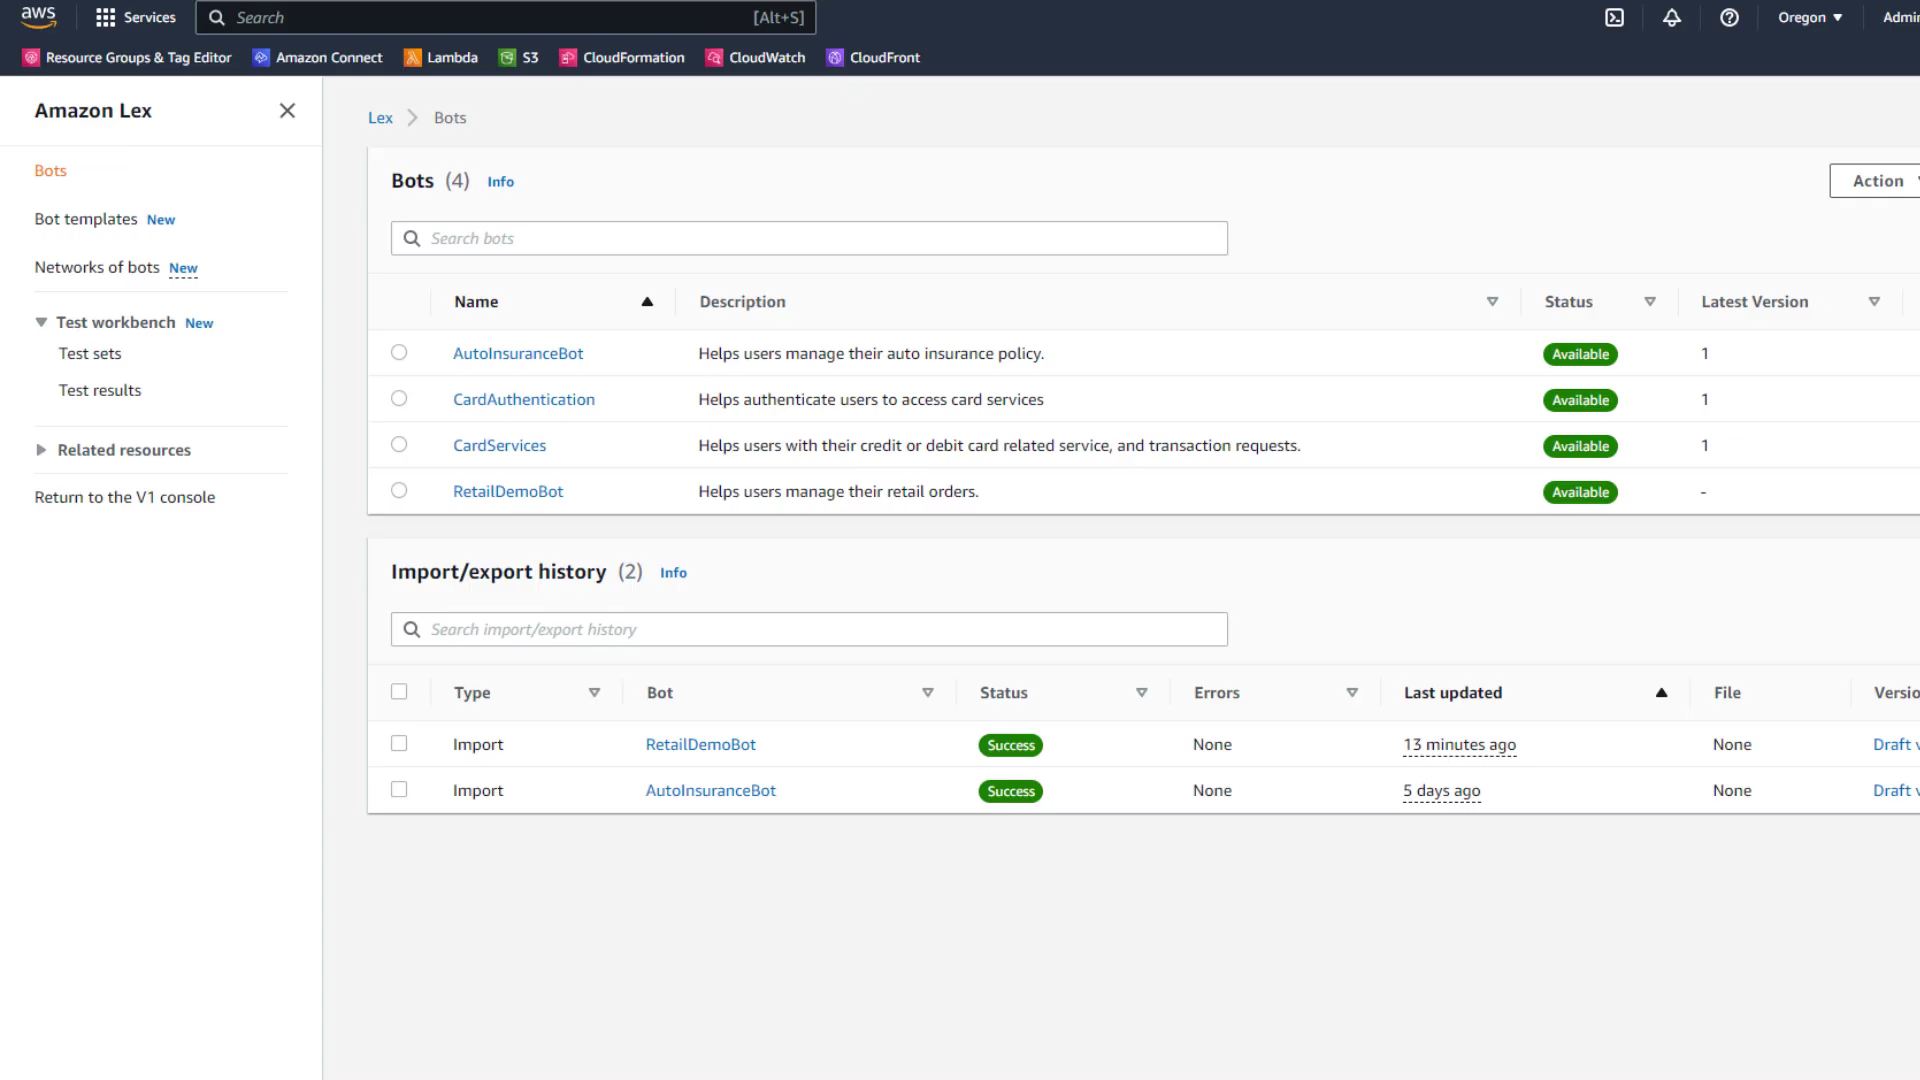 aws Services Search [Alt+S] Oregon ▼
Resource Groups & Tag Editor Amazon Connect Lambda S3 CloudFormation CloudWatch CloudFront
Amazon Lex
Bots
Bot templates New
Networks of bots New
Test workbench New
Test sets
Test results
Related resources
Return to the V1 console
Lex > Bots
Bots (4) Info
Action
Search bots
Name Description Status Latest Version
AutoInsuranceBot Helps users manage their auto insurance policy. Available 1
CardAuthentication Helps authenticate users to access card services Available 1
CardServices Helps users with their credit or debit card related service, and transaction requests. Available 1
RetailDemoBot Helps users manage their retail orders. Available -
Import/export history (2) Info
Search import/export history
Type Bot Status Errors Last updated File
Import RetailDemoBot Success None 13 minutes ago None Draft v
Import AutoInsuranceBot Success None 5 days ago None Draft v